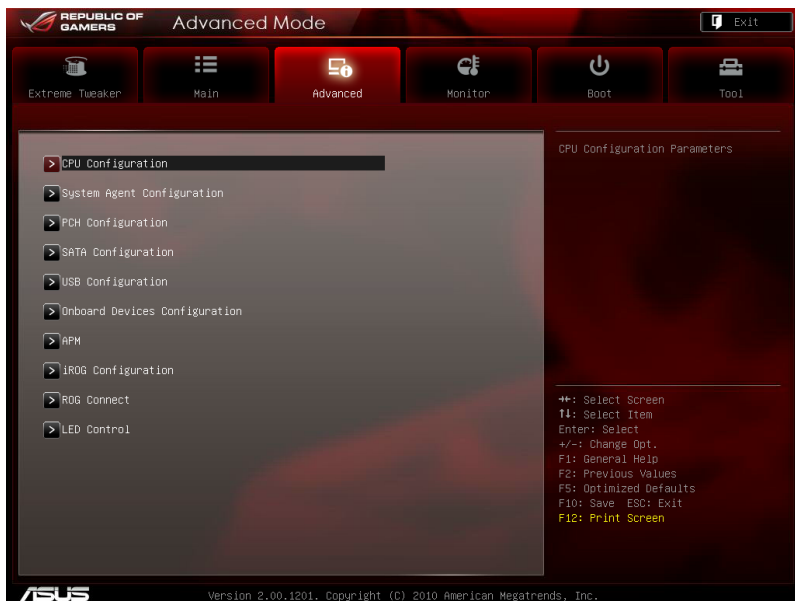 REPUBLIC OF
GAMERS
Advanced Mode
Exit
Extreme Tweaker
Main
Advanced
Monitor
Boot
Tool
> CPU Configuration
> System Agent Configuration
> PCH Configuration
> SATA Configuration
> USB Configuration
> Onboard Devices Configuration
> APM
> iROG Configuration
> ROG Connect
> LED Control
CPU Configuration Parameters
→←: Select Screen
↑↓: Select Item
Enter: Select
+/-: Change Opt.
F1: General Help
F2: Previous Values
F5: Optimized Defaults
F10: Save ESC: Exit
F12: Print Screen
ASUS
Version 2.00.1201. Copyright (C) 2010 American Megatrends, Inc.